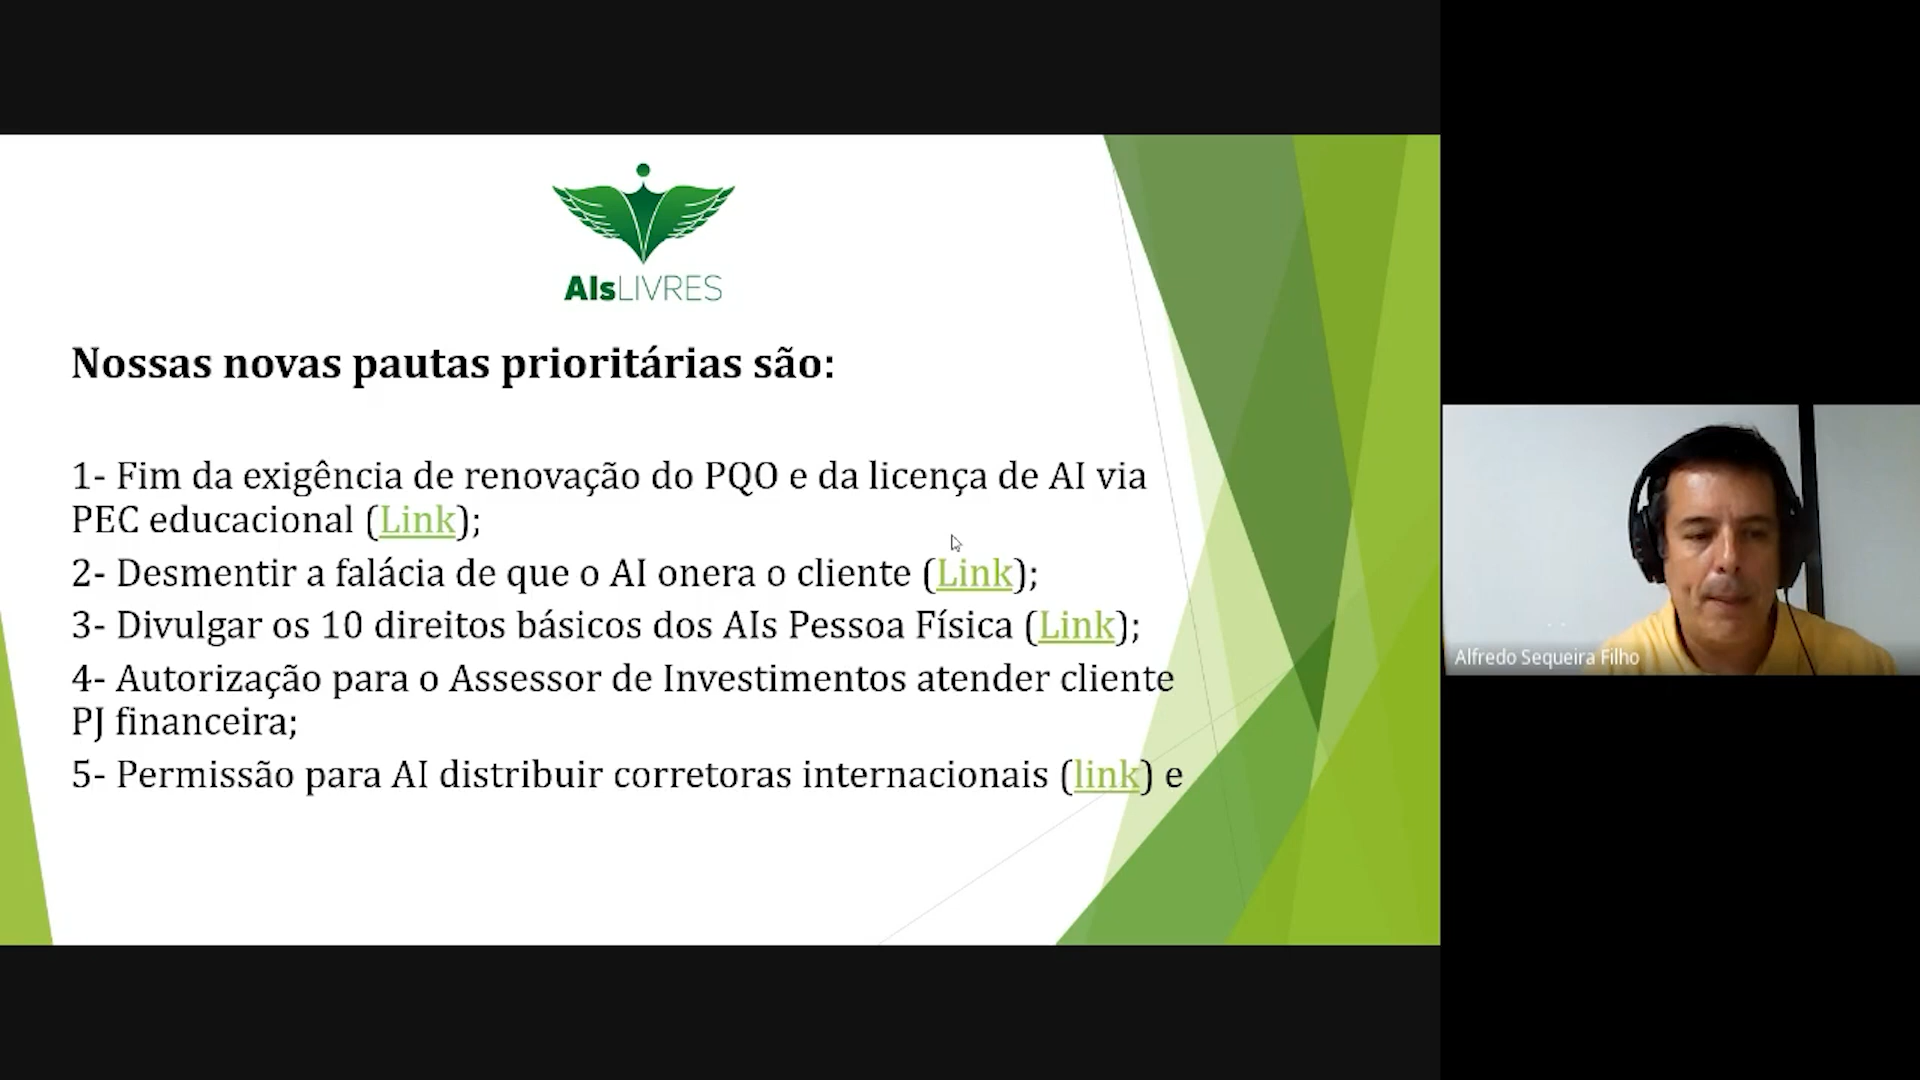 AIsLIVRES
Nossas novas pautas prioritárias são:
1- Fim da exigência de renovação do PQO e da licença de AI via
PEC educacional (Link);
2- Desmentir a falácia de que o AI onera o cliente (Link);
3- Divulgar os 10 direitos básicos dos AIs Pessoa Física (Link);
4- Autorização para o Assessor de Investimentos atender cliente
PJ financeira;
5- Permissão para AI distribuir corretoras internacionais (link) e
Alfredo Sequeira Filho